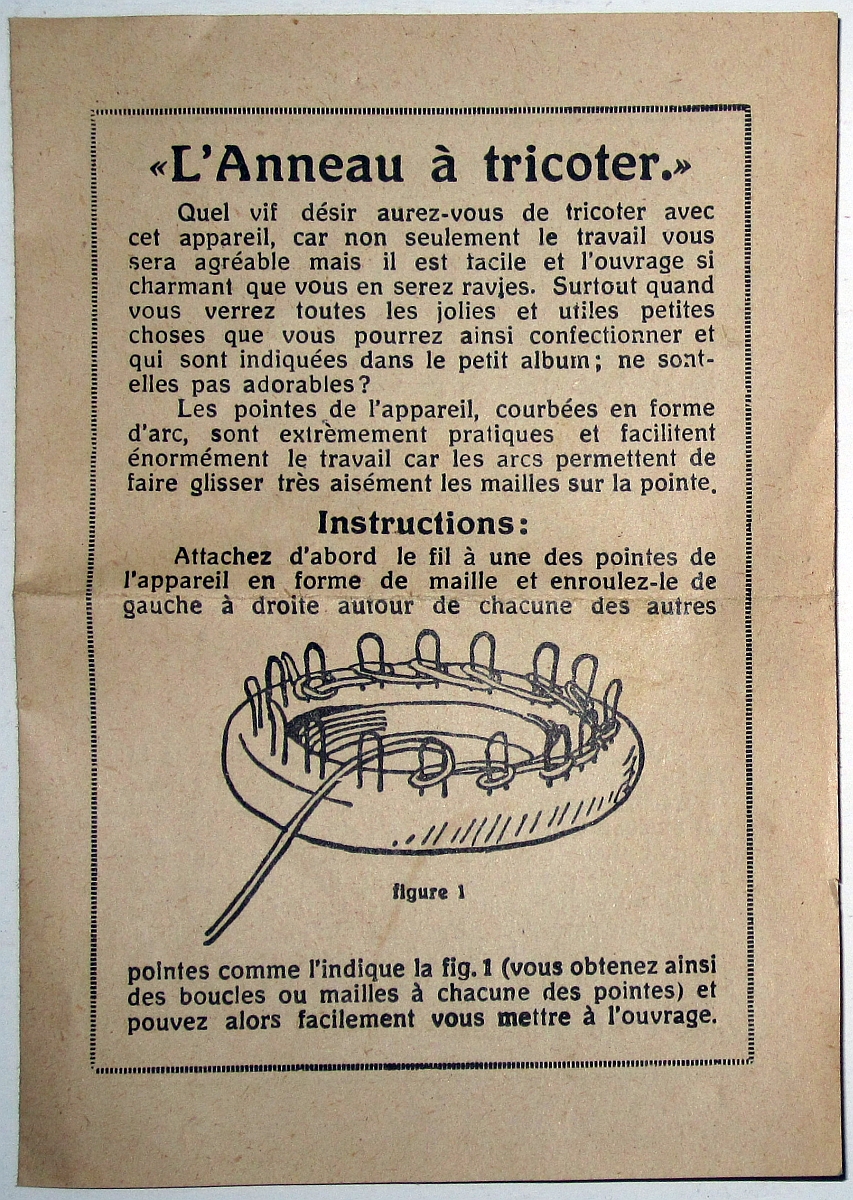 «L'Anneau à tricoter.»
Quel vif désir aurez-vous de tricoter avec
cet appareil, car non seulement le travail vous
sera agréable mais il est tacile et l'ouvrage si
charmant que vous en serez ravies. Surtout quand
vous verrez toutes les jolies et utiles petites
choses que vous pourrez ainsi confectionner et
qui sont indiquées dans le petit album; ne sont-
elles pas adorables?
Les pointes de l'appareil, courbées en forme
d'arc, sont extrèmement pratiques et facilitent
énormément le travail car les arcs permettent de
faire glisser très aisément les mailles sur la pointe.
Instructions:
Attachez d'abord le fil à une des pointes de
l'appareil en forme de maille et enroulez-le de
gauche à droite autour de chacune des autres
figure 1
pointes comme l'indique la fig. 1 (vous obtenez ainsi
des boucles ou mailles à chacune des pointes) et
pouvez alors facilement vous mettre à l'ouvrage.